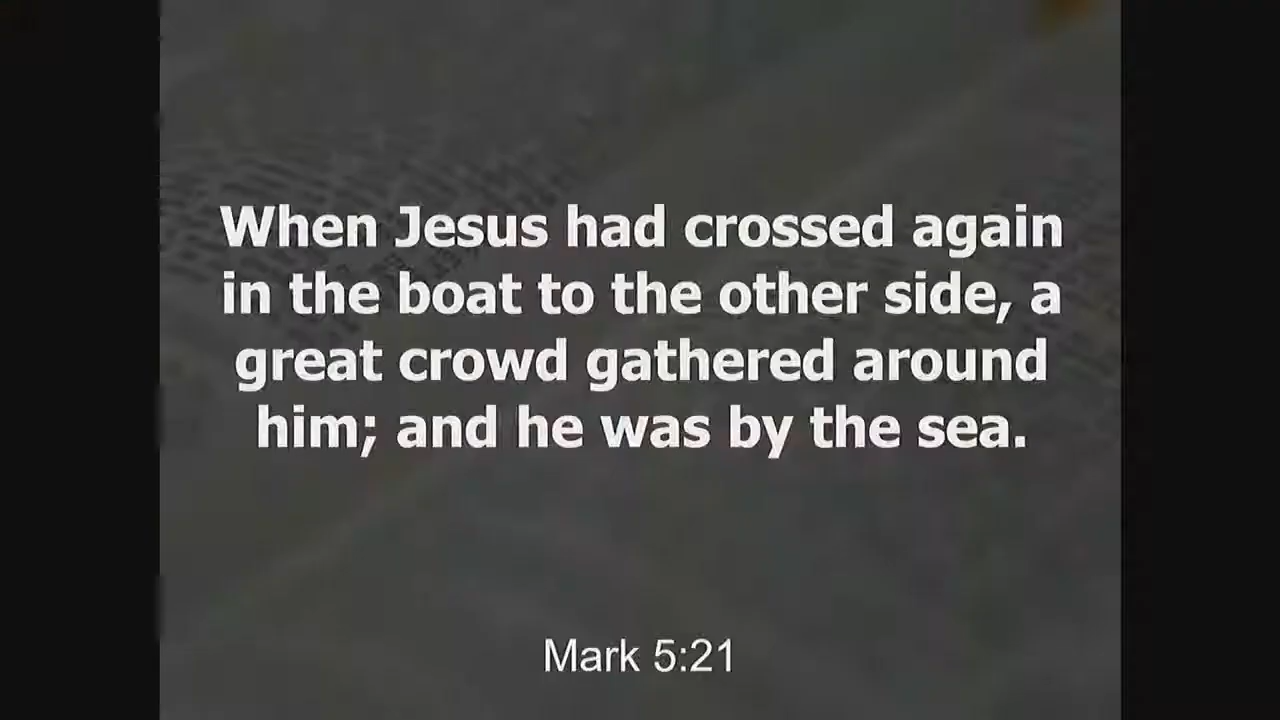 When Jesus had crossed again
in the boat to the other side, a
great crowd gathered around
him; and he was by the sea.
Mark 5:21